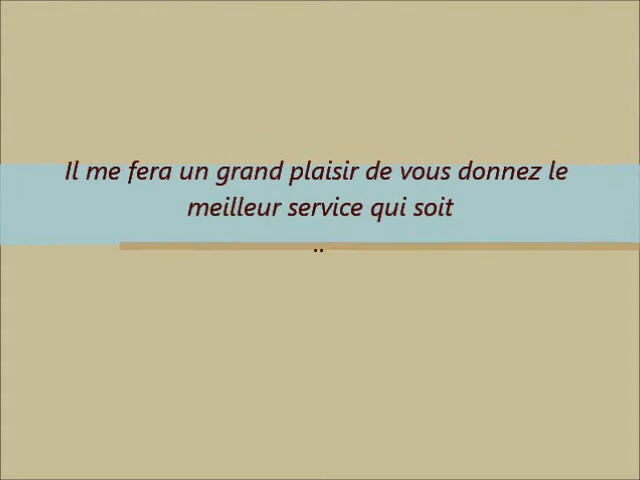 Il me fera un grand plaisir de vous donnez le
meilleur service qui soit
..